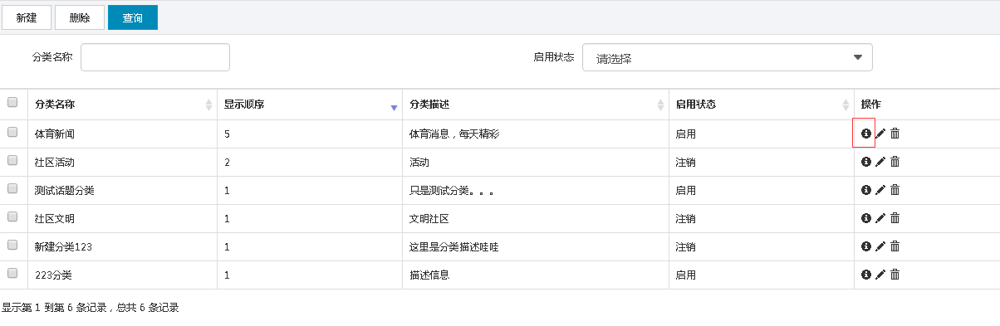 新建 删除 查询
分类名称 启用状态 请选择
分类名称 显示顺序 分类描述 启用状态 操作
体育新闻 5 体育消息，每天精彩 启用
社区活动 2 活动 注销
测试话题分类 1 只是测试分类。。。 启用
社区文明 1 文明社区 注销
新建分类123 1 这里是分类描述哇哇 注销
223分类 1 描述信息 启用
显示第 1 到第 6 条记录，总共 6 条记录